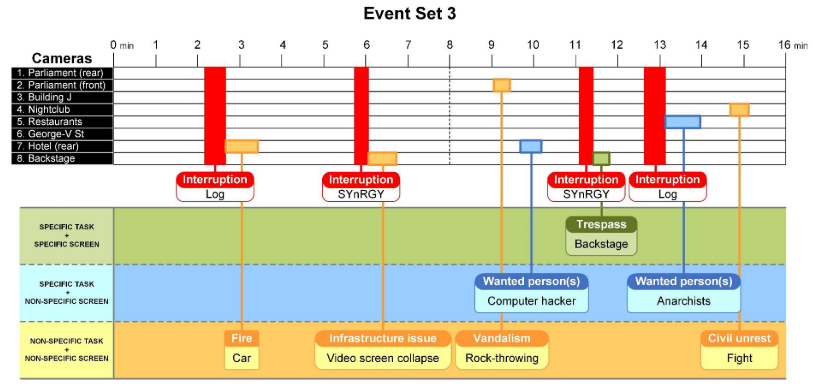 Event Set 3
Cameras
0 min 1 2 3 4 5 6 7 8 9 10 11 12 13 14 15 16 min
1. Parliament (rear)
2. Parliament (front)
3. Building J
4. Nightclub
5. Restaurants
6. George-V St
7. Hotel (rear)
8. Backstage
Interruption
Log
Interruption
SYnRGY
Interruption
SYnRGY
Interruption
Log
SPECIFIC TASK
+
SPECIFIC SCREEN
Trespass
Backstage
SPECIFIC TASK
+
NON-SPECIFIC SCREEN
Wanted person(s)
Computer hacker
Wanted person(s)
Anarchists
NON-SPECIFIC TASK
+
NON-SPECIFIC SCREEN
Fire
Car
Infrastructure issue
Video screen collapse
Vandalism
Rock-throwing
Civil unrest
Fight